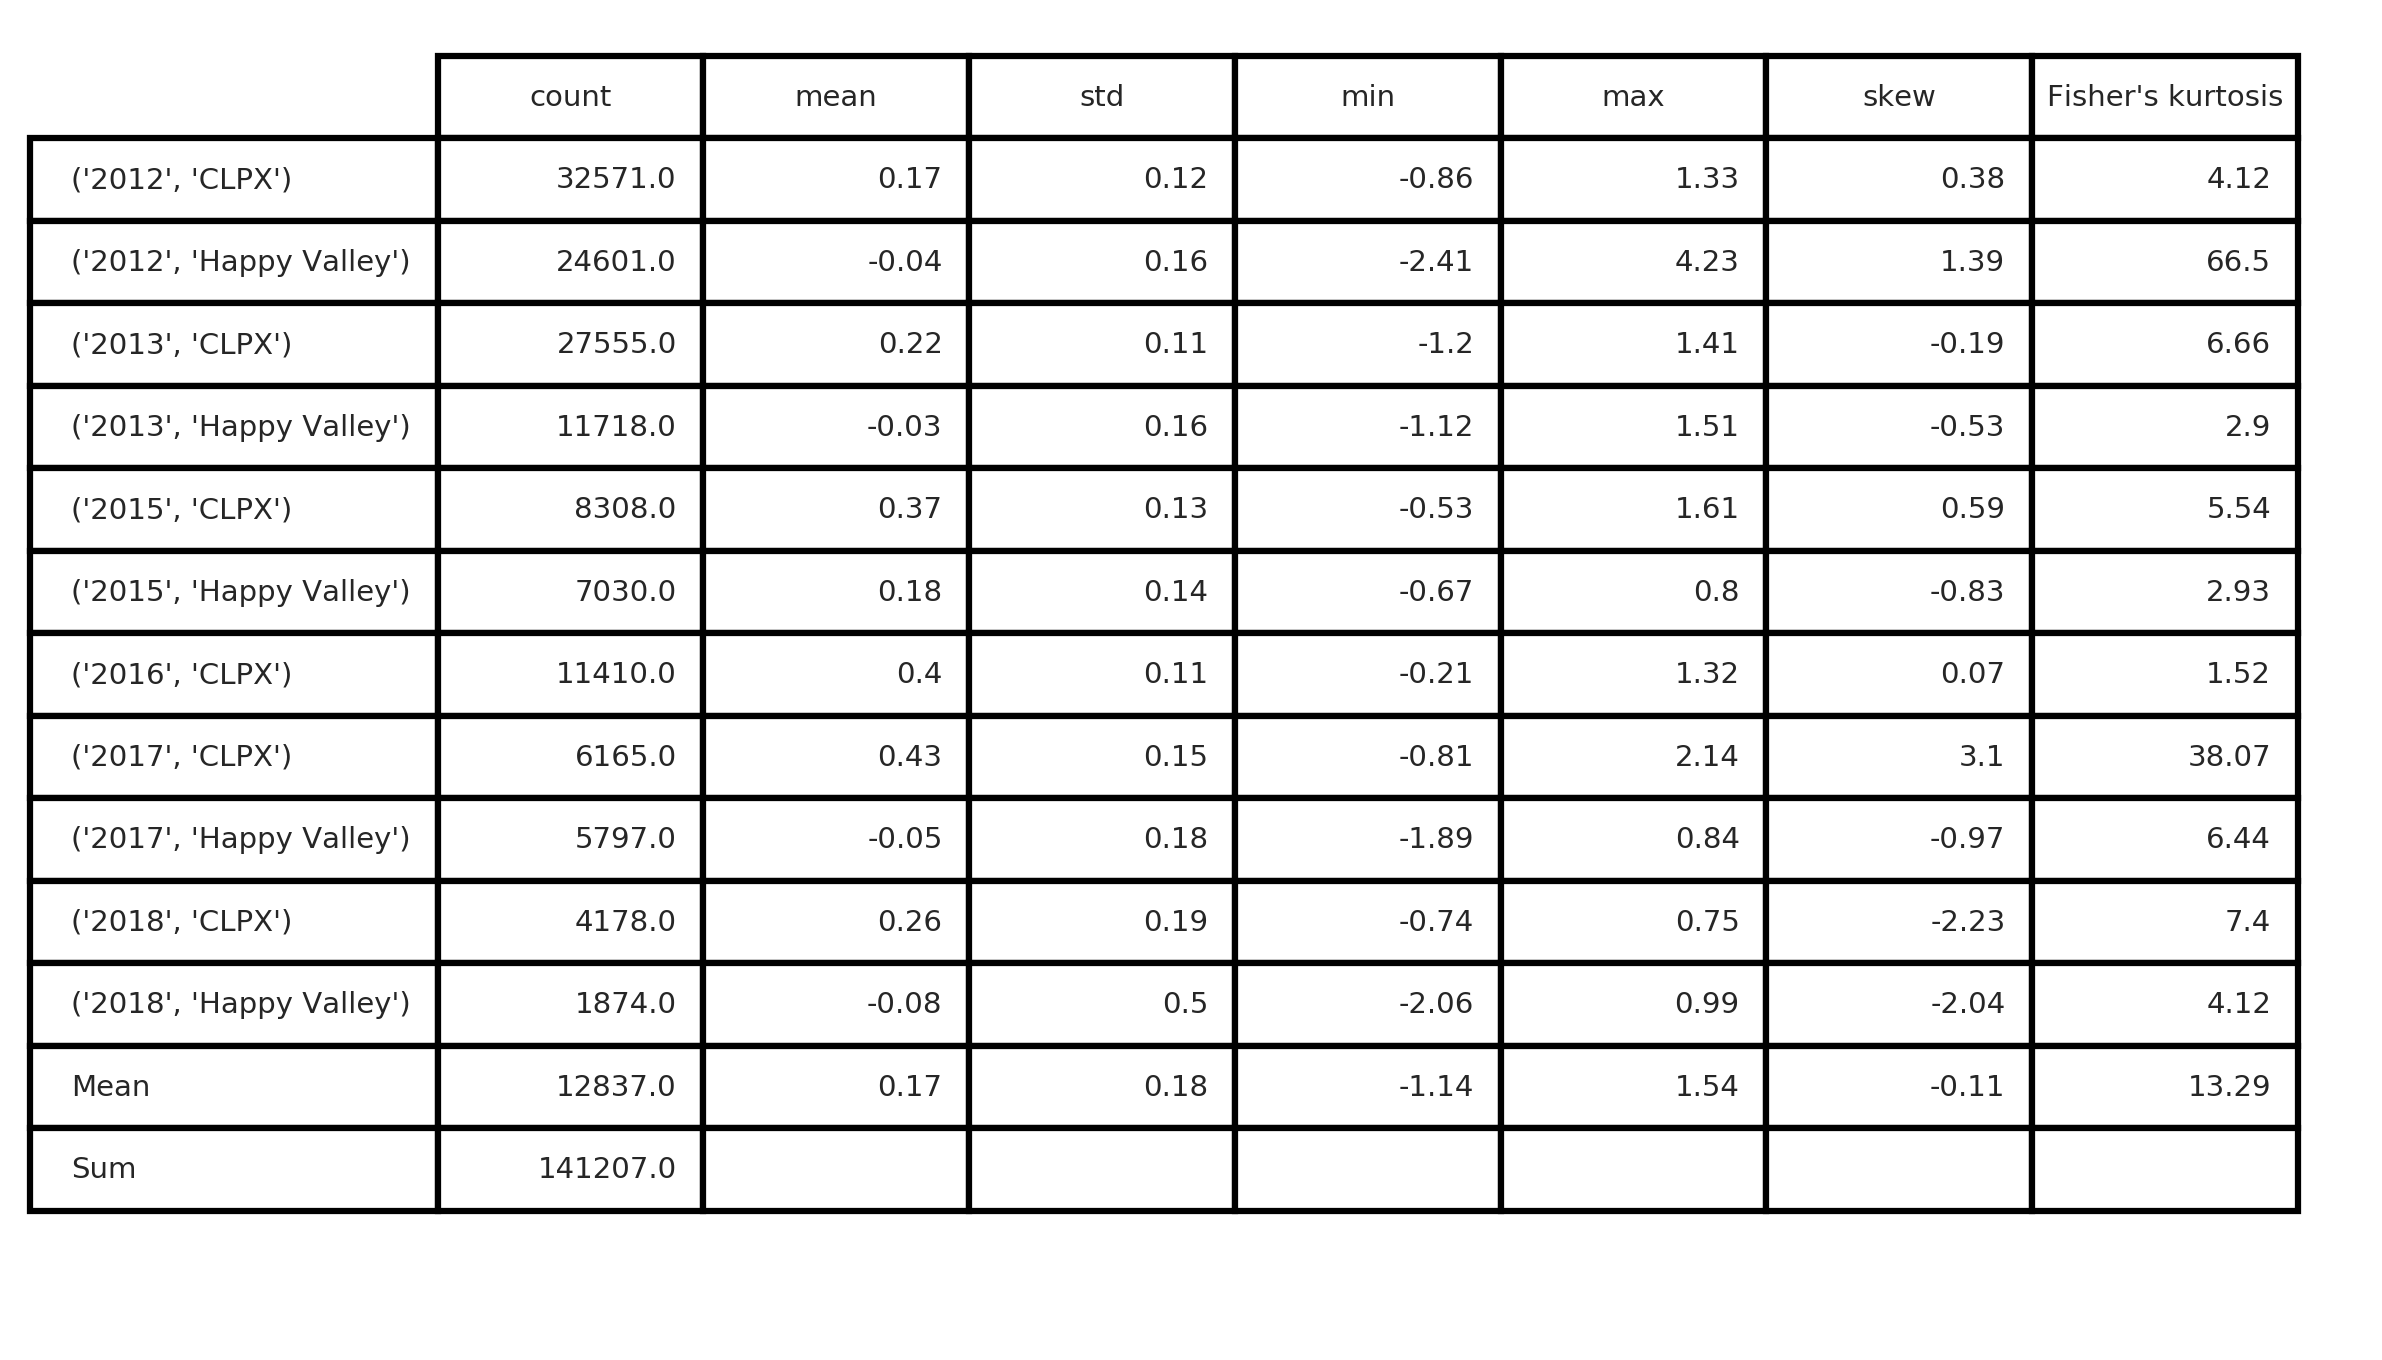 count mean std min max skew Fisher's kurtosis
('2012', 'CLPX') 32571.0 0.17 0.12 -0.86 1.33 0.38 4.12
('2012', 'Happy Valley') 24601.0 -0.04 0.16 -2.41 4.23 1.39 66.5
('2013', 'CLPX') 27555.0 0.22 0.11 -1.2 1.41 -0.19 6.66
('2013', 'Happy Valley') 11718.0 -0.03 0.16 -1.12 1.51 -0.53 2.9
('2015', 'CLPX') 8308.0 0.37 0.13 -0.53 1.61 0.59 5.54
('2015', 'Happy Valley') 7030.0 0.18 0.14 -0.67 0.8 -0.83 2.93
('2016', 'CLPX') 11410.0 0.4 0.11 -0.21 1.32 0.07 1.52
('2017', 'CLPX') 6165.0 0.43 0.15 -0.81 2.14 3.1 38.07
('2017', 'Happy Valley') 5797.0 -0.05 0.18 -1.89 0.84 -0.97 6.44
('2018', 'CLPX') 4178.0 0.26 0.19 -0.74 0.75 -2.23 7.4
('2018', 'Happy Valley') 1874.0 -0.08 0.5 -2.06 0.99 -2.04 4.12
Mean 12837.0 0.17 0.18 -1.14 1.54 -0.11 13.29
Sum 141207.0